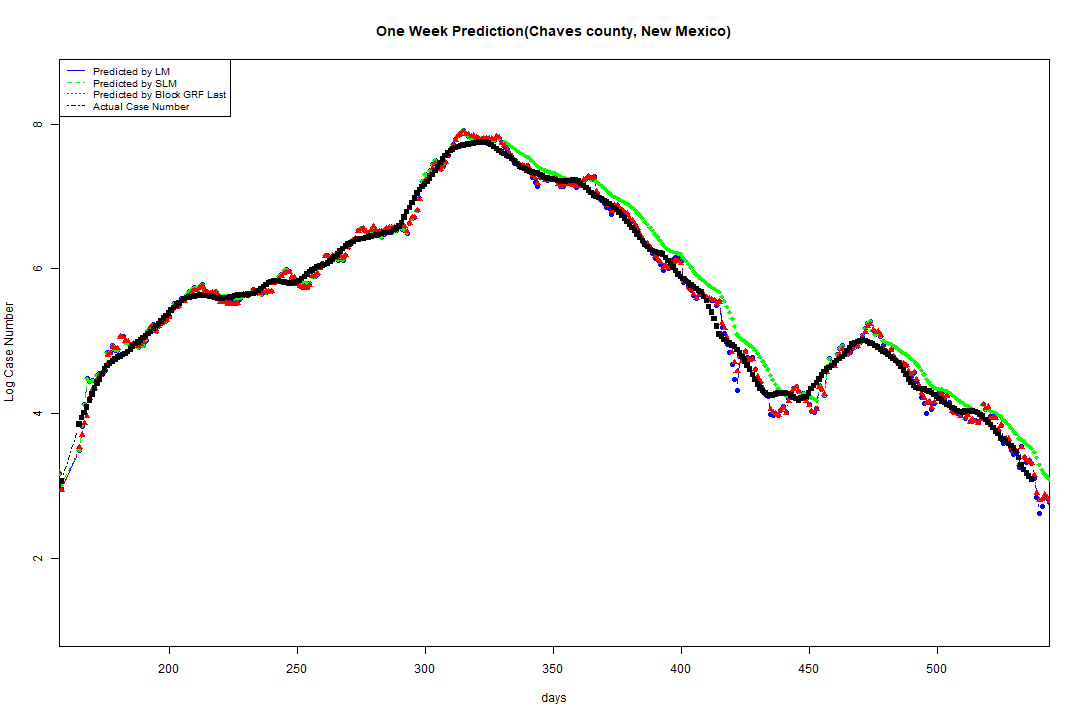 One Week Prediction(Chaves county, New Mexico)
Predicted by LM
Predicted by SLM
Predicted by Block GRF Last
Actual Case Number
8
6
4
2
Log Case Number
200 250 300 350 400 450 500
days